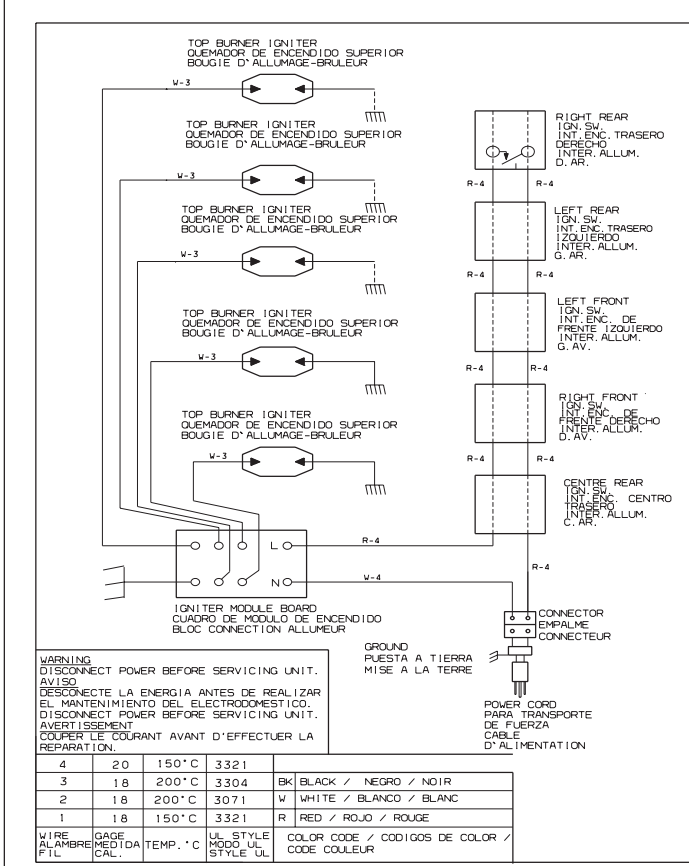 TOP BURNER IGNITER
QUEMADOR DE ENCENDIDO SUPERIOR
BOUGIE D`ALLUMAGE-BRULEUR
W-3
TOP BURNER IGNITER
QUEMADOR DE ENCENDIDO SUPERIOR
BOUGIE D`ALLUMAGE-BRULEUR
W-3
TOP BURNER IGNITER
QUEMADOR DE ENCENDIDO SUPERIOR
BOUGIE D`ALLUMAGE-BRULEUR
W-3
TOP BURNER IGNITER
QUEMADOR DE ENCENDIDO SUPERIOR
BOUGIE D`ALLUMAGE-BRULEUR
W-3
TOP BURNER IGNITER
QUEMADOR DE ENCENDIDO SUPERIOR
BOUGIE D`ALLUMAGE-BRULEUR
W-3
RIGHT REAR
IGN. SW.
INT. ENC. TRASERO
DERECHO
INTER. ALLUM.
D. AR.
R-4 R-4
LEFT REAR
IGN. SW.
INT. ENC. TRASERO
IZQUIERDO
INTER. ALLUM.
G. AR.
R-4 R-4
LEFT FRONT
IGN. SW.
INT. ENC. DE
FRENTE IZQUIERDO
INTER. ALLUM.
G. AV.
R-4 R-4
RIGHT FRONT
IGN. SW.
INT. ENC. DE
FRENTE DERECHO
INTER. ALLUM.
D. AV.
R-4 R-4
CENTRE REAR
IGN. SW.
INT. ENC. CENTRO
TRASERO
INTER. ALLUM.
C. AR.
L
R-4
R-4
N
W-4
IGNITER MODULE BOARD
CUADRO DE MODULO DE ENCENDIDO
BLOC CONNECTION ALLUMEUR
CONNECTOR
EMPALME
CONNECTEUR
GROUND
PUESTA A TIERRA
MISE A LA TERRE
POWER CORD
PARA TRANSPORTE
DE FUERZA
CABLE
D`ALIMENTATION
WARNING
DISCONNECT POWER BEFORE SERVICING UNIT.
AVISO
DESCONECTE LA ENERGIA ANTES DE REALIZAR
EL MANTENIMIENTO DEL ELECTRODOMESTICO.
DISCONNECT POWER BEFORE SERVICING UNIT.
AVERTISSEMENT
COUPER LE COURANT AVANT D'EFFECTUER LA
REPARATION.
4 20 150°C 3321
3 18 200°C 3304 BK BLACK / NEGRO / NOIR
2 18 200°C 3071 W WHITE / BLANCO / BLANC
1 18 150°C 3321 R RED / ROJO / ROUGE
WIRE
ALAMBRE
FIL
GAGE
MEDIDA
CAL.
TEMP. °C
UL STYLE
MODO UL
STYLE UL
COLOR CODE / CODIGOS DE COLOR /
CODE COULEUR